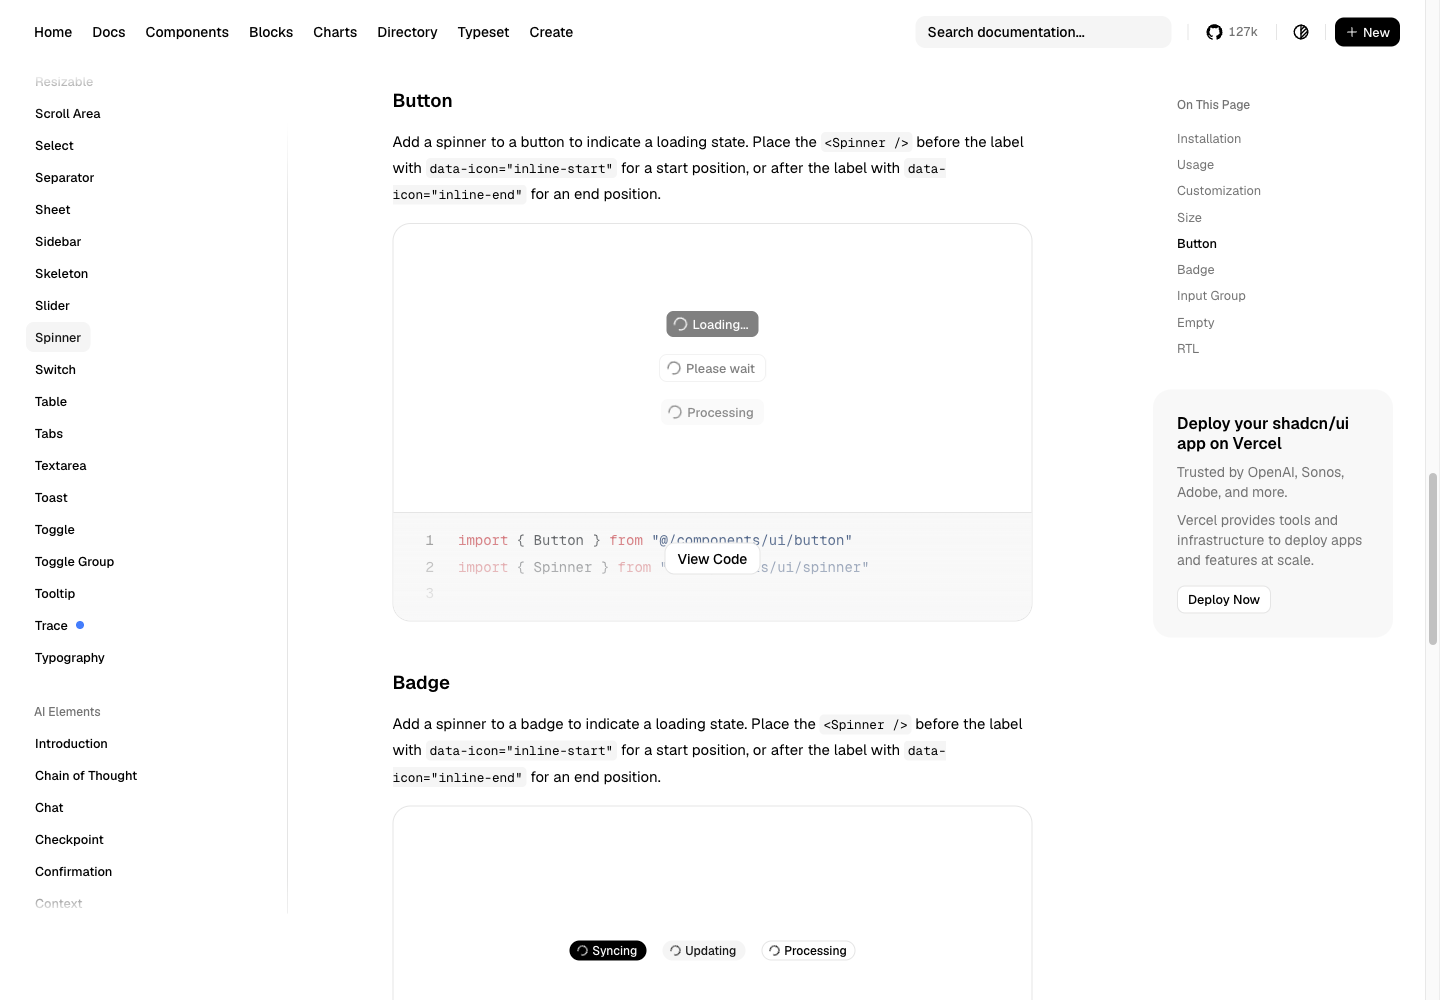 Home Docs Components Blocks Charts Directory Typeset Create
Search documentation...
127k
New
Resizable
Scroll Area
Select
Separator
Sheet
Sidebar
Skeleton
Slider
Spinner
Switch
Table
Tabs
Textarea
Toast
Toggle
Toggle Group
Tooltip
Trace
Typography
AI Elements
Introduction
Chain of Thought
Chat
Checkpoint
Confirmation
Context
Button
Add a spinner to a button to indicate a loading state. Place the <Spinner /> before the label
with data-icon="inline-start" for a start position, or after the label with data-
icon="inline-end" for an end position.
Loading...
Please wait
Processing
1 import { Button } from "@/components/ui/button"
View Code
2 import { Spinner } from "s/ui/spinner"
3
Badge
Add a spinner to a badge to indicate a loading state. Place the <Spinner /> before the label
with data-icon="inline-start" for a start position, or after the label with data-
icon="inline-end" for an end position.
Syncing
Updating
Processing
On This Page
Installation
Usage
Customization
Size
Button
Badge
Input Group
Empty
RTL
Deploy your shadcn/ui
app on Vercel
Trusted by OpenAI, Sonos,
Adobe, and more.
Vercel provides tools and
infrastructure to deploy apps
and features at scale.
Deploy Now